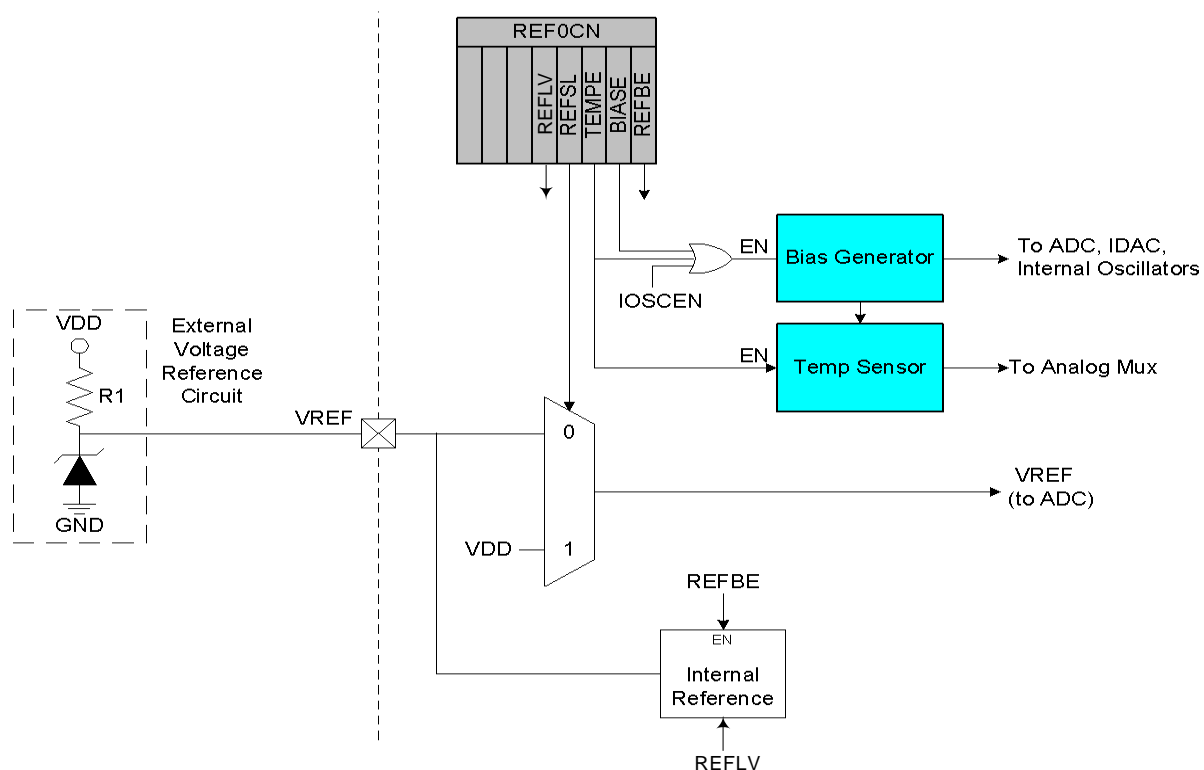 REF0CN
REFLV
REFSL
TEMPE
BIASE
REFBE
EN
Bias Generator
To ADC, IDAC,
Internal Oscillators
IOSCEN
EN
Temp Sensor
To Analog Mux
VDD
R1
GND
External
Voltage
Reference
Circuit
VREF
0
1
VDD
VREF
(to ADC)
REFBE
EN
Internal
Reference
REFLV